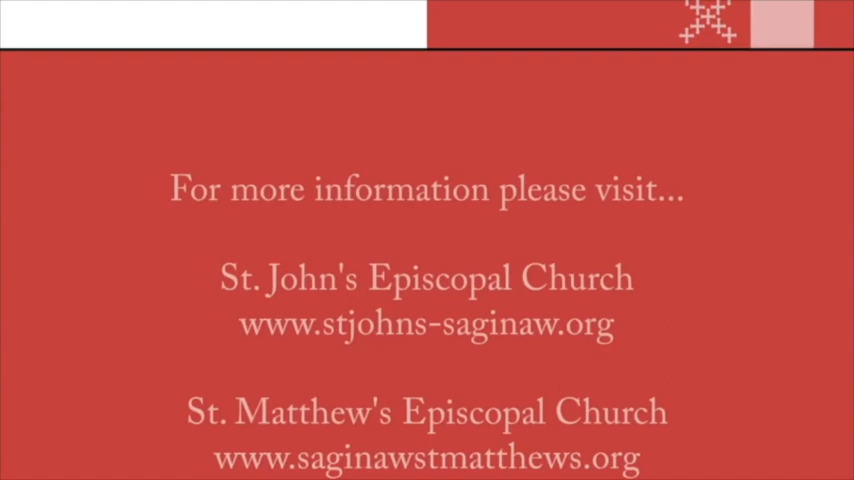 For more information please visit...
St. John's Episcopal Church
www.stjohns-saginaw.org
St. Matthew's Episcopal Church
www.saginawstmatthews.org